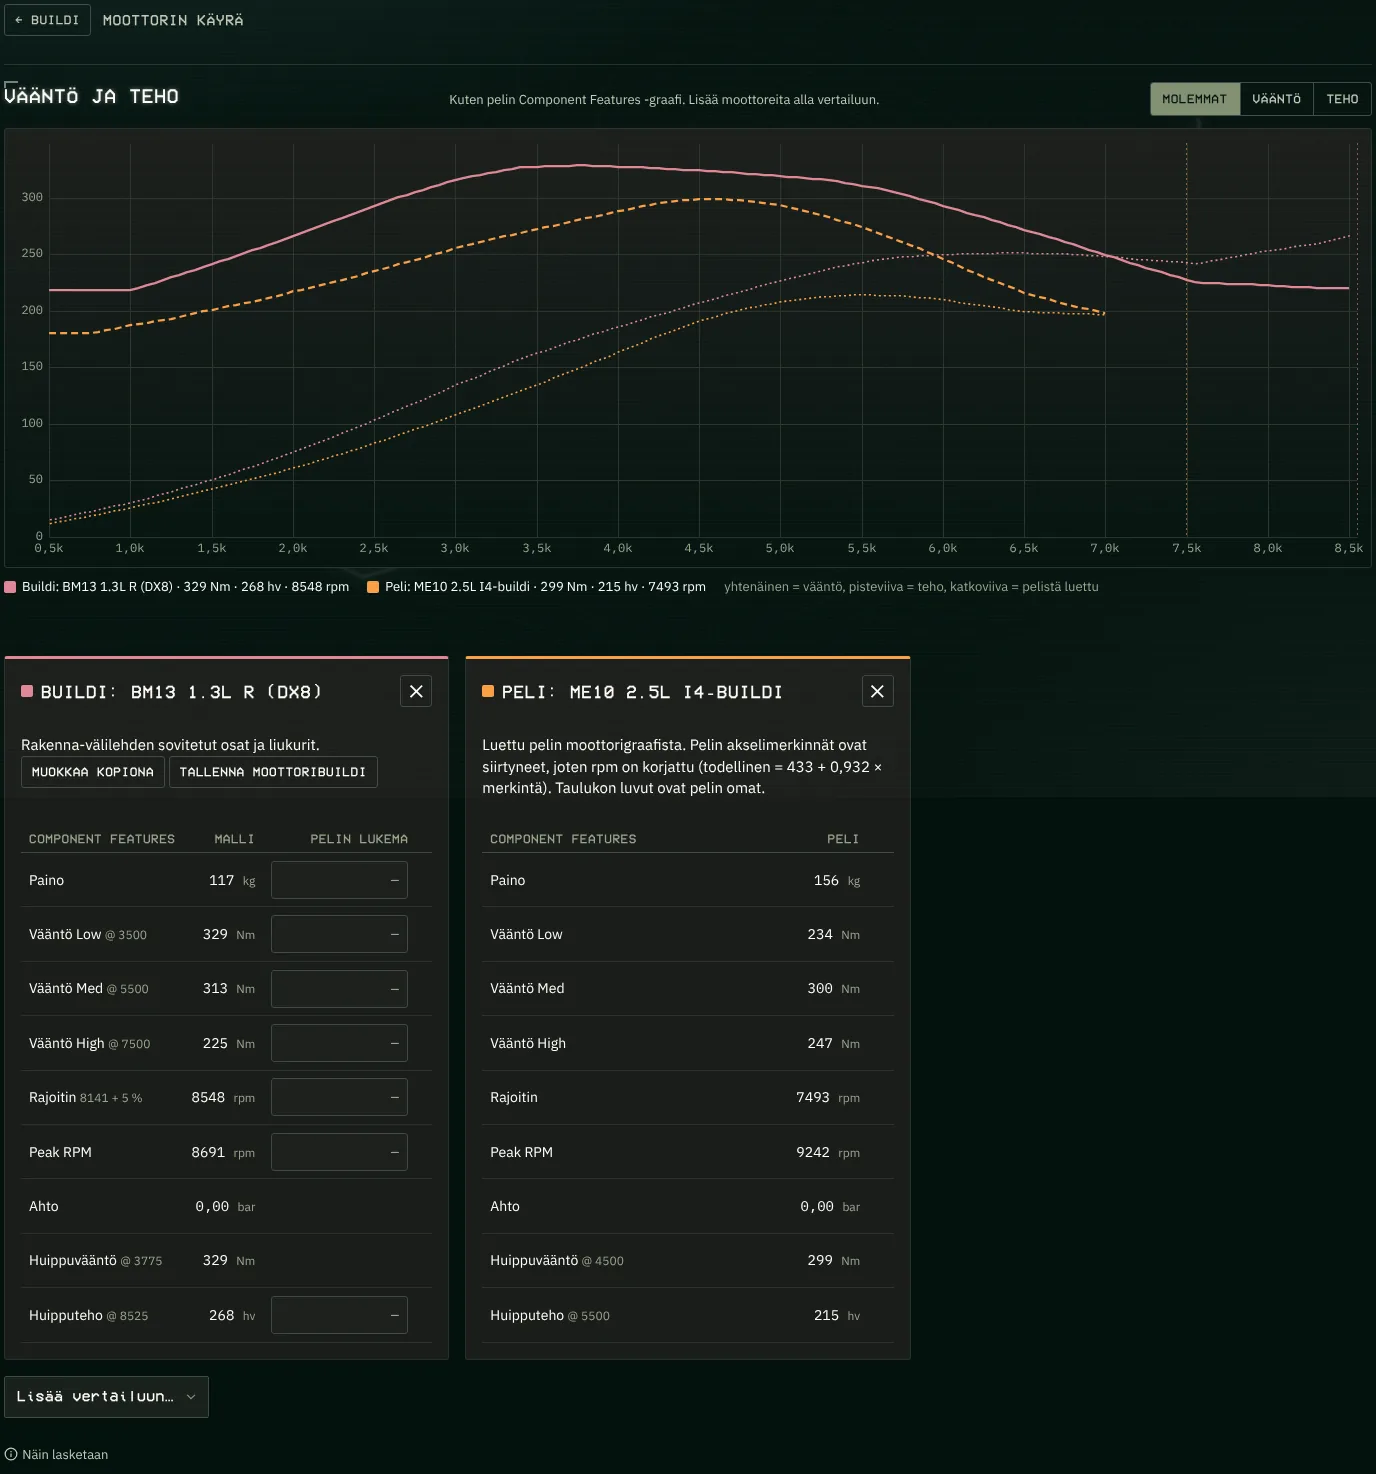 ← BUILDI MOOTTORIN KÄYRÄ
VÄÄNTÖ JA TEHO
Kuten pelin Component Features -graafi. Lisää moottoreita alla vertailuun.
MOLEMMAT VÄÄNTÖ TEHO
300
250
200
150
100
50
0
0,5k 1,0k 1,5k 2,0k 2,5k 3,0k 3,5k 4,0k 4,5k 5,0k 5,5k 6,0k 6,5k 7,0k 7,5k 8,0k 8,5k
Buildi: BM13 1.3L R (DX8) · 329 Nm · 268 hv · 8548 rpm Peli: ME10 2.5L I4-buildi · 299 Nm · 215 hv · 7493 rpm yhtenäinen = vääntö, pisteviiva = teho, katkoviiva = pelistä luettu
BUILDI: BM13 1.3L R (DX8)
Rakenna-välilehden sovitetut osat ja liukurit.
MUOKKAA KOPIONA TALLENNA MOOTTORIBUILDI
COMPONENT FEATURES MALLI PELIN LUKEMA
Paino 117 kg –
Vääntö Low @ 3500 329 Nm –
Vääntö Med @ 5500 313 Nm –
Vääntö High @ 7500 225 Nm –
Rajoitin 8141 + 5 % 8548 rpm –
Peak RPM 8691 rpm –
Ahto 0,00 bar
Huippuvääntö @ 3775 329 Nm
Huipputeho @ 8525 268 hv –
PELI: ME10 2.5L I4-BUILDI
Luettu pelin moottorigraafista. Pelin akselimerkinnät ovat
siirtyneet, joten rpm on korjattu (todellinen = 433 + 0,932 ×
merkintä). Taulukon luvut ovat pelin omat.
COMPONENT FEATURES PELI
Paino 156 kg
Vääntö Low 234 Nm
Vääntö Med 300 Nm
Vääntö High 247 Nm
Rajoitin 7493 rpm
Peak RPM 9242 rpm
Ahto 0,00 bar
Huippuvääntö @ 4500 299 Nm
Huipputeho @ 5500 215 hv
Lisää vertailuun…
Näin lasketaan